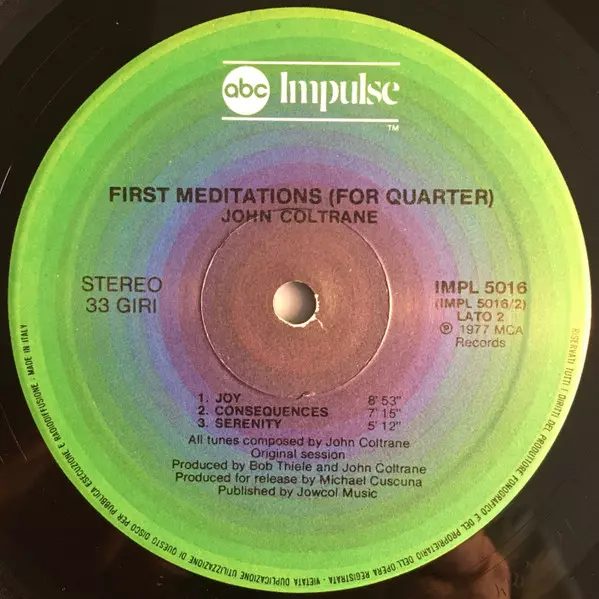 abc Impulse
TM
FIRST MEDITATIONS (FOR QUARTER)
JOHN COLTRANE
STEREO
33 GIRI
IMPL 5016
(IMPL 5016/2)
LATO 2
℗ 1977 MCA
Records
1. JOY 8' 53"
2. CONSEQUENCES 7' 15"
3. SERENITY 5' 12"
All tunes composed by John Coltrane
Original session
Produced by Bob Thiele and John Coltrane
Produced for release by Michael Cuscuna
Published by Jowcol Music
RISERVATI TUTTI I DIRITTI DEL PRODUTTORE FONOGRAFICO E DEL PROPRIETARIO DELL'OPERA REGISTRATA - VIETATA DUPLICAZIONE UTILIZZAZIONE DI QUESTO DISCO PER PUBBLICA ESECUZIONE E RADIODIFFUSIONE - MADE IN ITALY